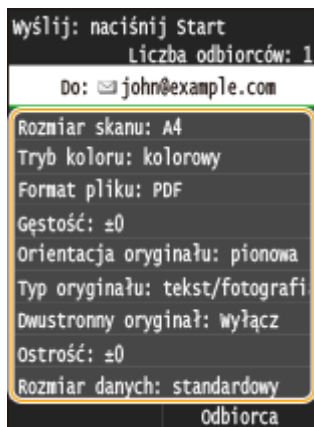 Wyślij: naciśnij Start
Liczba odbiorców: 1
Do: john@example.com
Rozmiar skanu: A4
Tryb koloru: kolorowy
Format pliku: PDF
Gęstość: ±0
Orientacja oryginału: pionowa
Typ oryginału: tekst/fotografi
Dwustronny oryginał: Wyłącz
Ostrość: ±0
Rozmiar danych: standardowy
Odbiorca